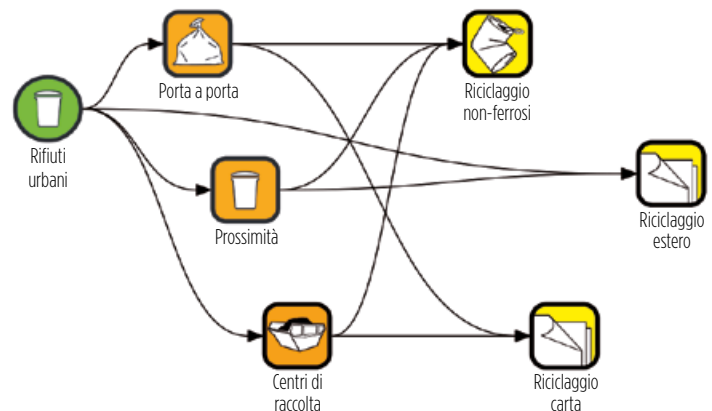 Porta a porta
Riciclaggio
non-ferrosi
Rifiuti
urbani
Prossimità
Riciclaggio
estero
Centri di
raccolta
Riciclaggio
carta